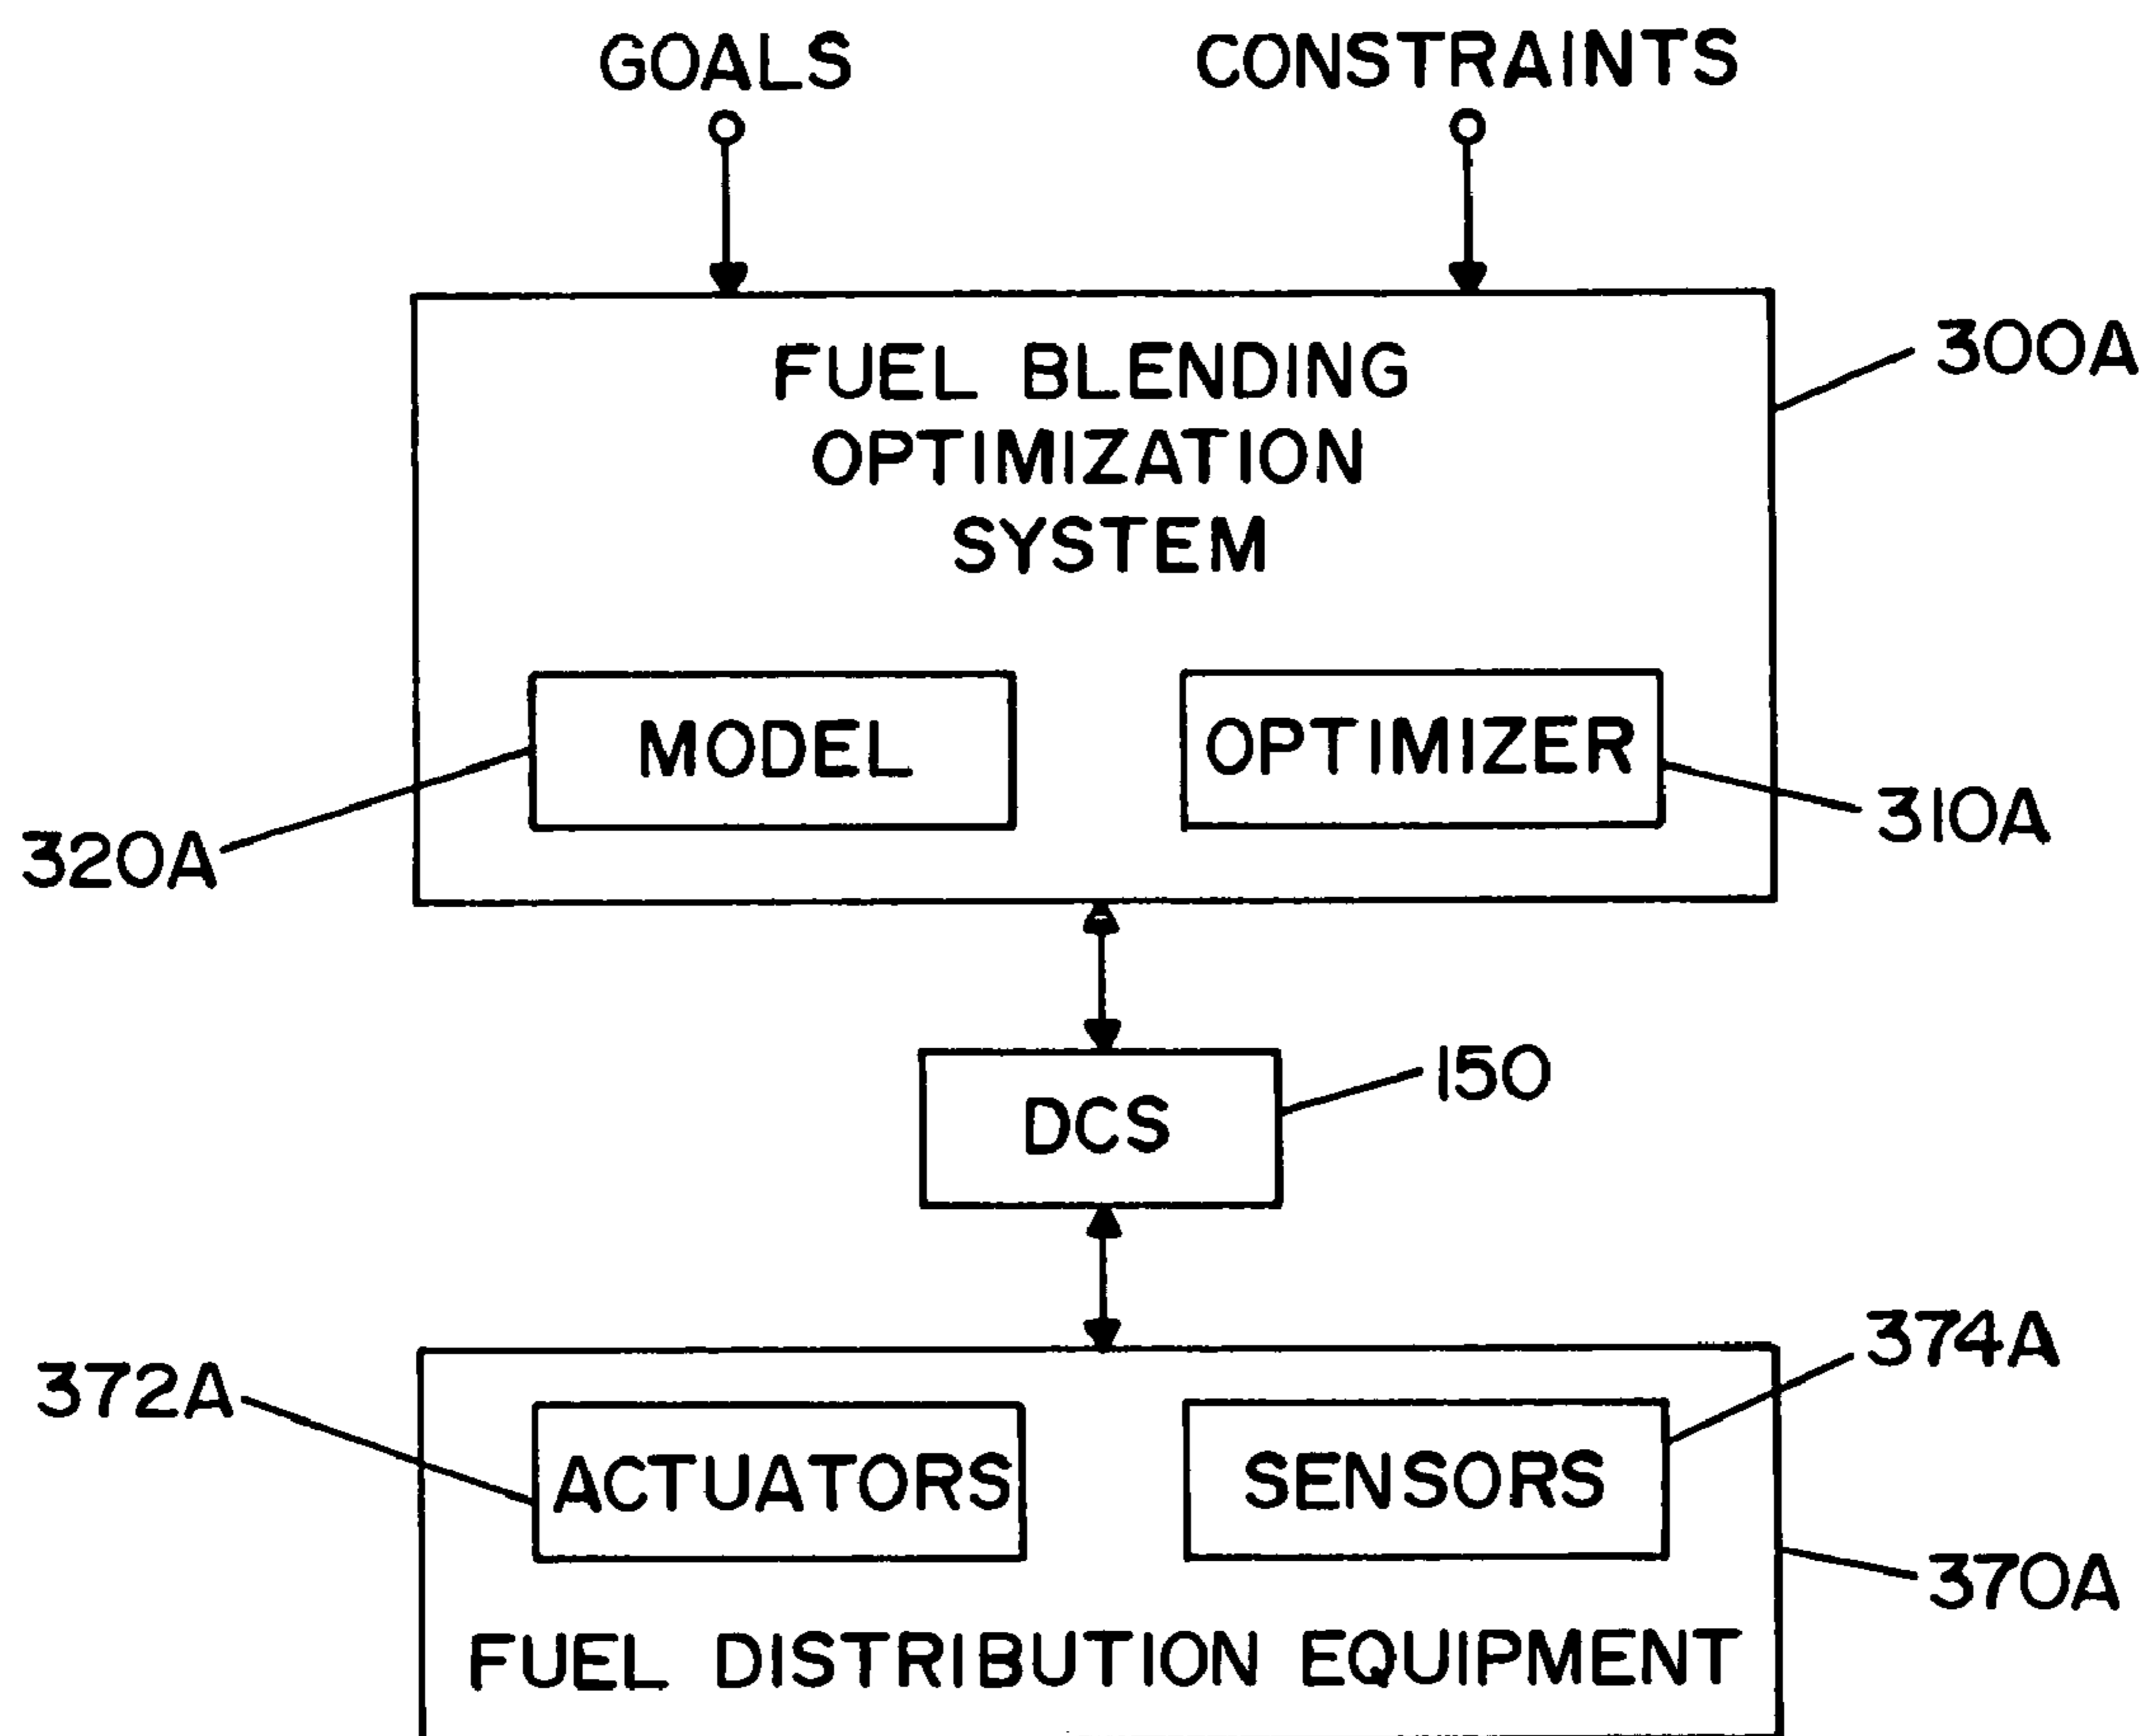 GOALS
CONSTRAINTS
FUEL BLENDING
OPTIMIZATION
SYSTEM
300A
MODEL
OPTIMIZER
320A
310A
DCS
150
372A
374A
ACTUATORS
SENSORS
370A
FUEL DISTRIBUTION EQUIPMENT